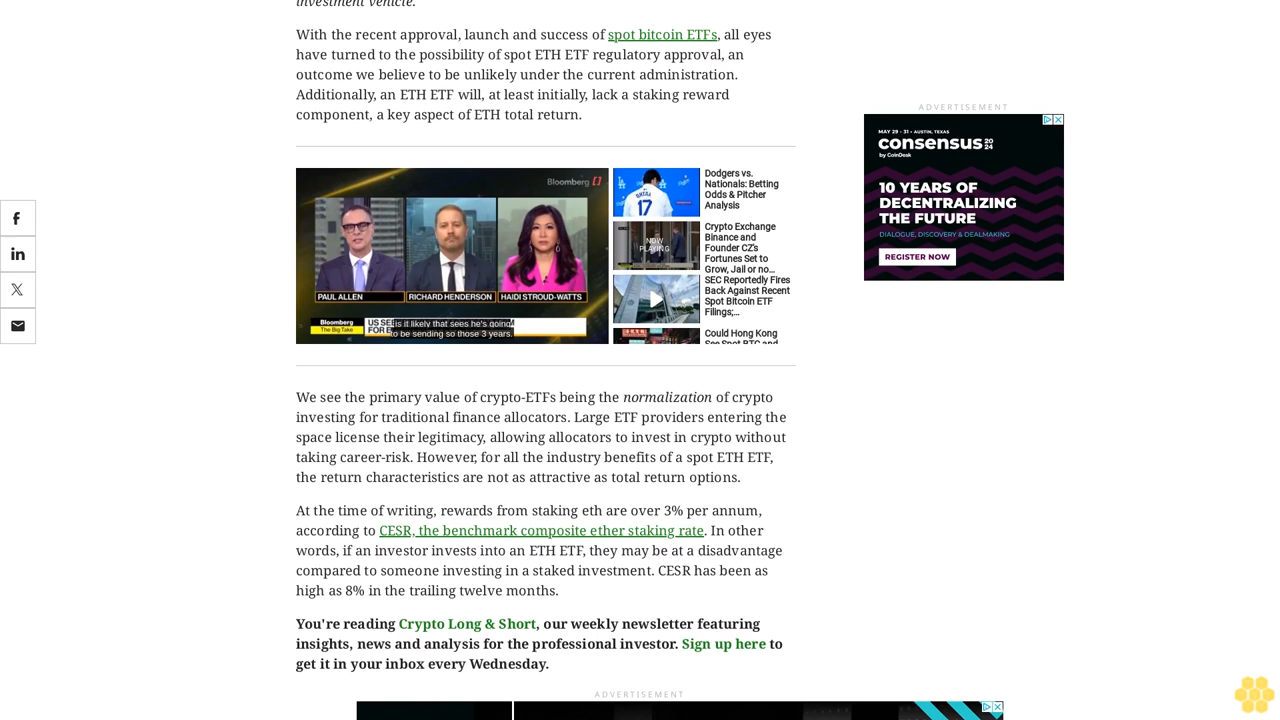 investment vehicle.
With the recent approval, launch and success of spot bitcoin ETFs, all eyes
have turned to the possibility of spot ETH ETF regulatory approval, an
outcome we believe to be unlikely under the current administration.
Additionally, an ETH ETF will, at least initially, lack a staking reward
component, a key aspect of ETH total return.
ADVERTISEMENT
MAY 29 - 31 • AUSTIN, TEXAS
consensus 20 24
by CoinDesk
10 YEARS OF
DECENTRALIZING
THE FUTURE
DIALOGUE, DISCOVERY & DEALMAKING
REGISTER NOW
Bloomberg
PAUL ALLEN
RICHARD HENDERSON
HAIDI STROUD-WATTS
Bloomberg
The Big Take
is it likely that sees he's going
to be sending so those 3 years.
17
Dodgers vs.
Nationals: Betting
Odds & Pitcher
Analysis
NOW
PLAYING
Crypto Exchange
Binance and
Founder CZ's
Fortunes Set to
Grow, Jail or no...
SEC Reportedly Fires
Back Against Recent
Spot Bitcoin ETF
Filings;...
Could Hong Kong
See Spot BTC and
We see the primary value of crypto-ETFs being the normalization of crypto
investing for traditional finance allocators. Large ETF providers entering the
space license their legitimacy, allowing allocators to invest in crypto without
taking career-risk. However, for all the industry benefits of a spot ETH ETF,
the return characteristics are not as attractive as total return options.
At the time of writing, rewards from staking eth are over 3% per annum,
according to CESR, the benchmark composite ether staking rate. In other
words, if an investor invests into an ETH ETF, they may be at a disadvantage
compared to someone investing in a staked investment. CESR has been as
high as 8% in the trailing twelve months.
You're reading Crypto Long & Short, our weekly newsletter featuring
insights, news and analysis for the professional investor. Sign up here to
get it in your inbox every Wednesday.
ADVERTISEMENT